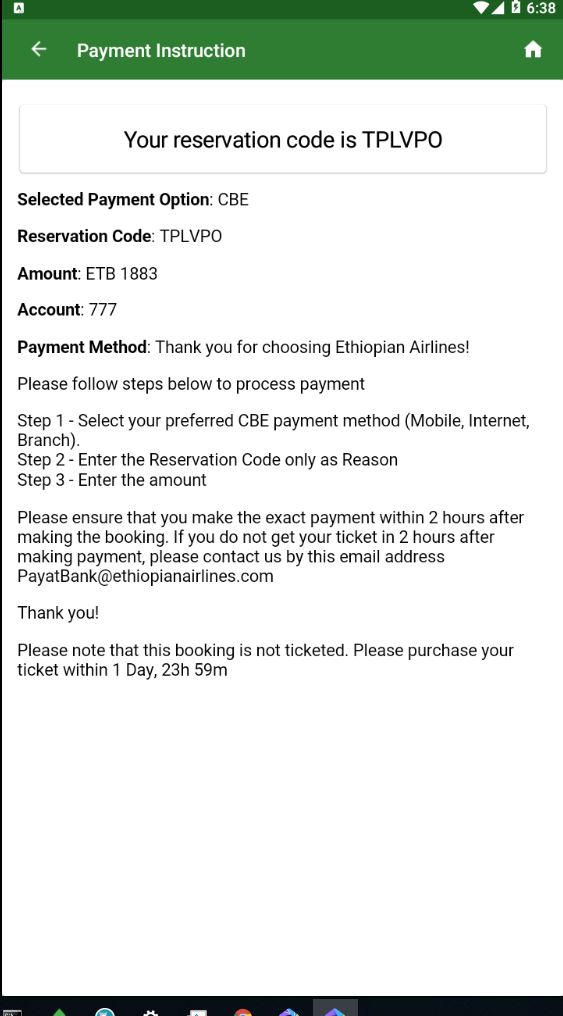 A
6:38
Payment Instruction
Your reservation code is TPLVPO
Selected Payment Option: CBE
Reservation Code: TPLVPO
Amount: ETB 1883
Account: 777
Payment Method: Thank you for choosing Ethiopian Airlines!
Please follow steps below to process payment
Step 1 - Select your preferred CBE payment method (Mobile, Internet,
Branch).
Step 2 - Enter the Reservation Code only as Reason
Step 3 - Enter the amount
Please ensure that you make the exact payment within 2 hours after
making the booking. If you do not get your ticket in 2 hours after
making payment, please contact us by this email address
PayatBank@ethiopianairlines.com
Thank you!
Please note that this booking is not ticketed. Please purchase your
ticket within 1 Day, 23h 59m